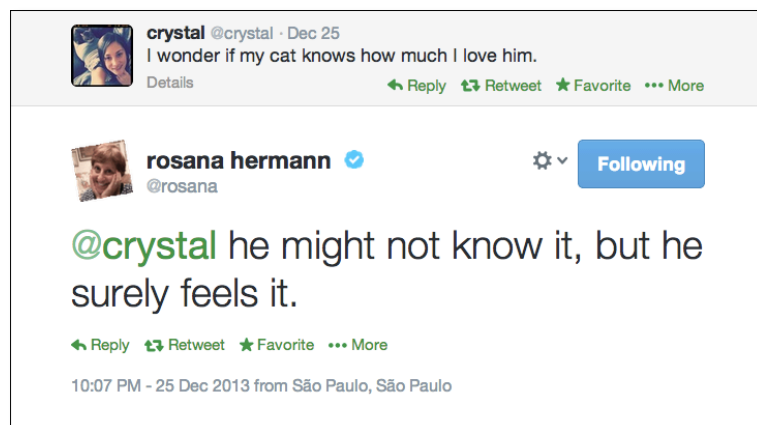 crystal @crystal · Dec 25
I wonder if my cat knows how much I love him.
Details Reply Retweet Favorite More
rosana hermann
Following
@rosana
@crystal he might not know it, but he
surely feels it.
Reply Retweet Favorite More
10:07 PM - 25 Dec 2013 from São Paulo, São Paulo